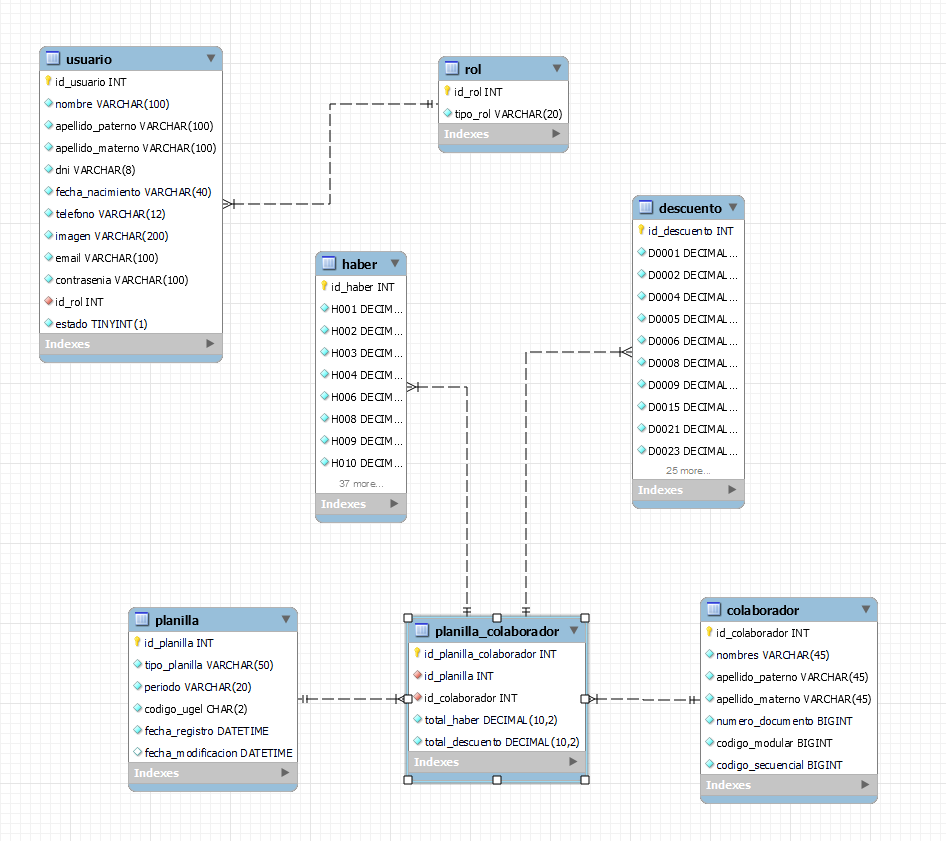 usuario
id_usuario INT
nombre VARCHAR(100)
apellido_paterno VARCHAR(100)
apellido_materno VARCHAR(100)
dni VARCHAR(8)
fecha_nacimiento VARCHAR(40)
telefono VARCHAR(12)
imagen VARCHAR(200)
email VARCHAR(100)
contrasenia VARCHAR(100)
id_rol INT
estado TINYINT(1)
Indexes
rol
id_rol INT
tipo_rol VARCHAR(20)
Indexes
descuento
id_descuento INT
D0001 DECIMAL...
D0002 DECIMAL...
D0004 DECIMAL...
D0005 DECIMAL...
D0006 DECIMAL...
D0008 DECIMAL...
D0009 DECIMAL...
D0015 DECIMAL...
D0021 DECIMAL...
D0023 DECIMAL...
25 more...
Indexes
haber
id_haber INT
H001 DECIM...
H002 DECIM...
H003 DECIM...
H004 DECIM...
H006 DECIM...
H008 DECIM...
H009 DECIM...
H010 DECIM...
37 more...
Indexes
planilla
id_planilla INT
tipo_planilla VARCHAR(50)
periodo VARCHAR(20)
codigo_ugel CHAR(2)
fecha_registro DATETIME
fecha_modificacion DATETIME
Indexes
planilla_colaborador
id_planilla_colaborador INT
id_planilla INT
id_colaborador INT
total_haber DECIMAL(10,2)
total_descuento DECIMAL(10,2)
Indexes
colaborador
id_colaborador INT
nombres VARCHAR(45)
apellido_paterno VARCHAR(45)
apellido_materno VARCHAR(45)
numero_documento BIGINT
codigo_modular BIGINT
codigo_secuencial BIGINT
Indexes